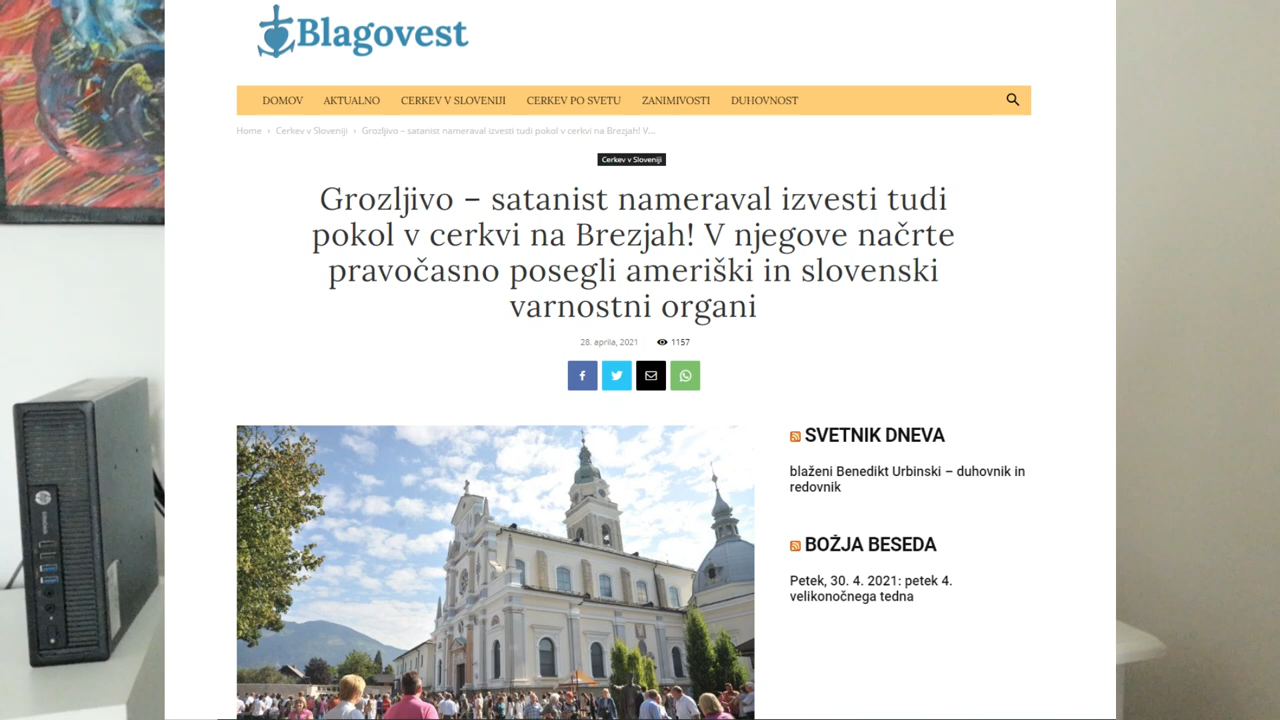 Blagovest
DOMOV AKTUALNO CERKEV V SLOVENIJI CERKEV PO SVETU ZANIMIVOSTI DUHOVNOST
Home › Cerkev v Sloveniji › Grozljivo – satanist nameraval izvesti tudi pokol v cerkvi na Brezjah! V...
Cerkev v Sloveniji
Grozljivo – satanist nameraval izvesti tudi
pokol v cerkvi na Brezjah! V njegove načrte
pravočasno posegli ameriški in slovenski
varnostni organi
28. aprila, 2021 1157
SVETNIK DNEVA
blaženi Benedikt Urbinski – duhovnik in
redovnik
BOŽJA BESEDA
Petek, 30. 4. 2021: petek 4.
velikonočnega tedna